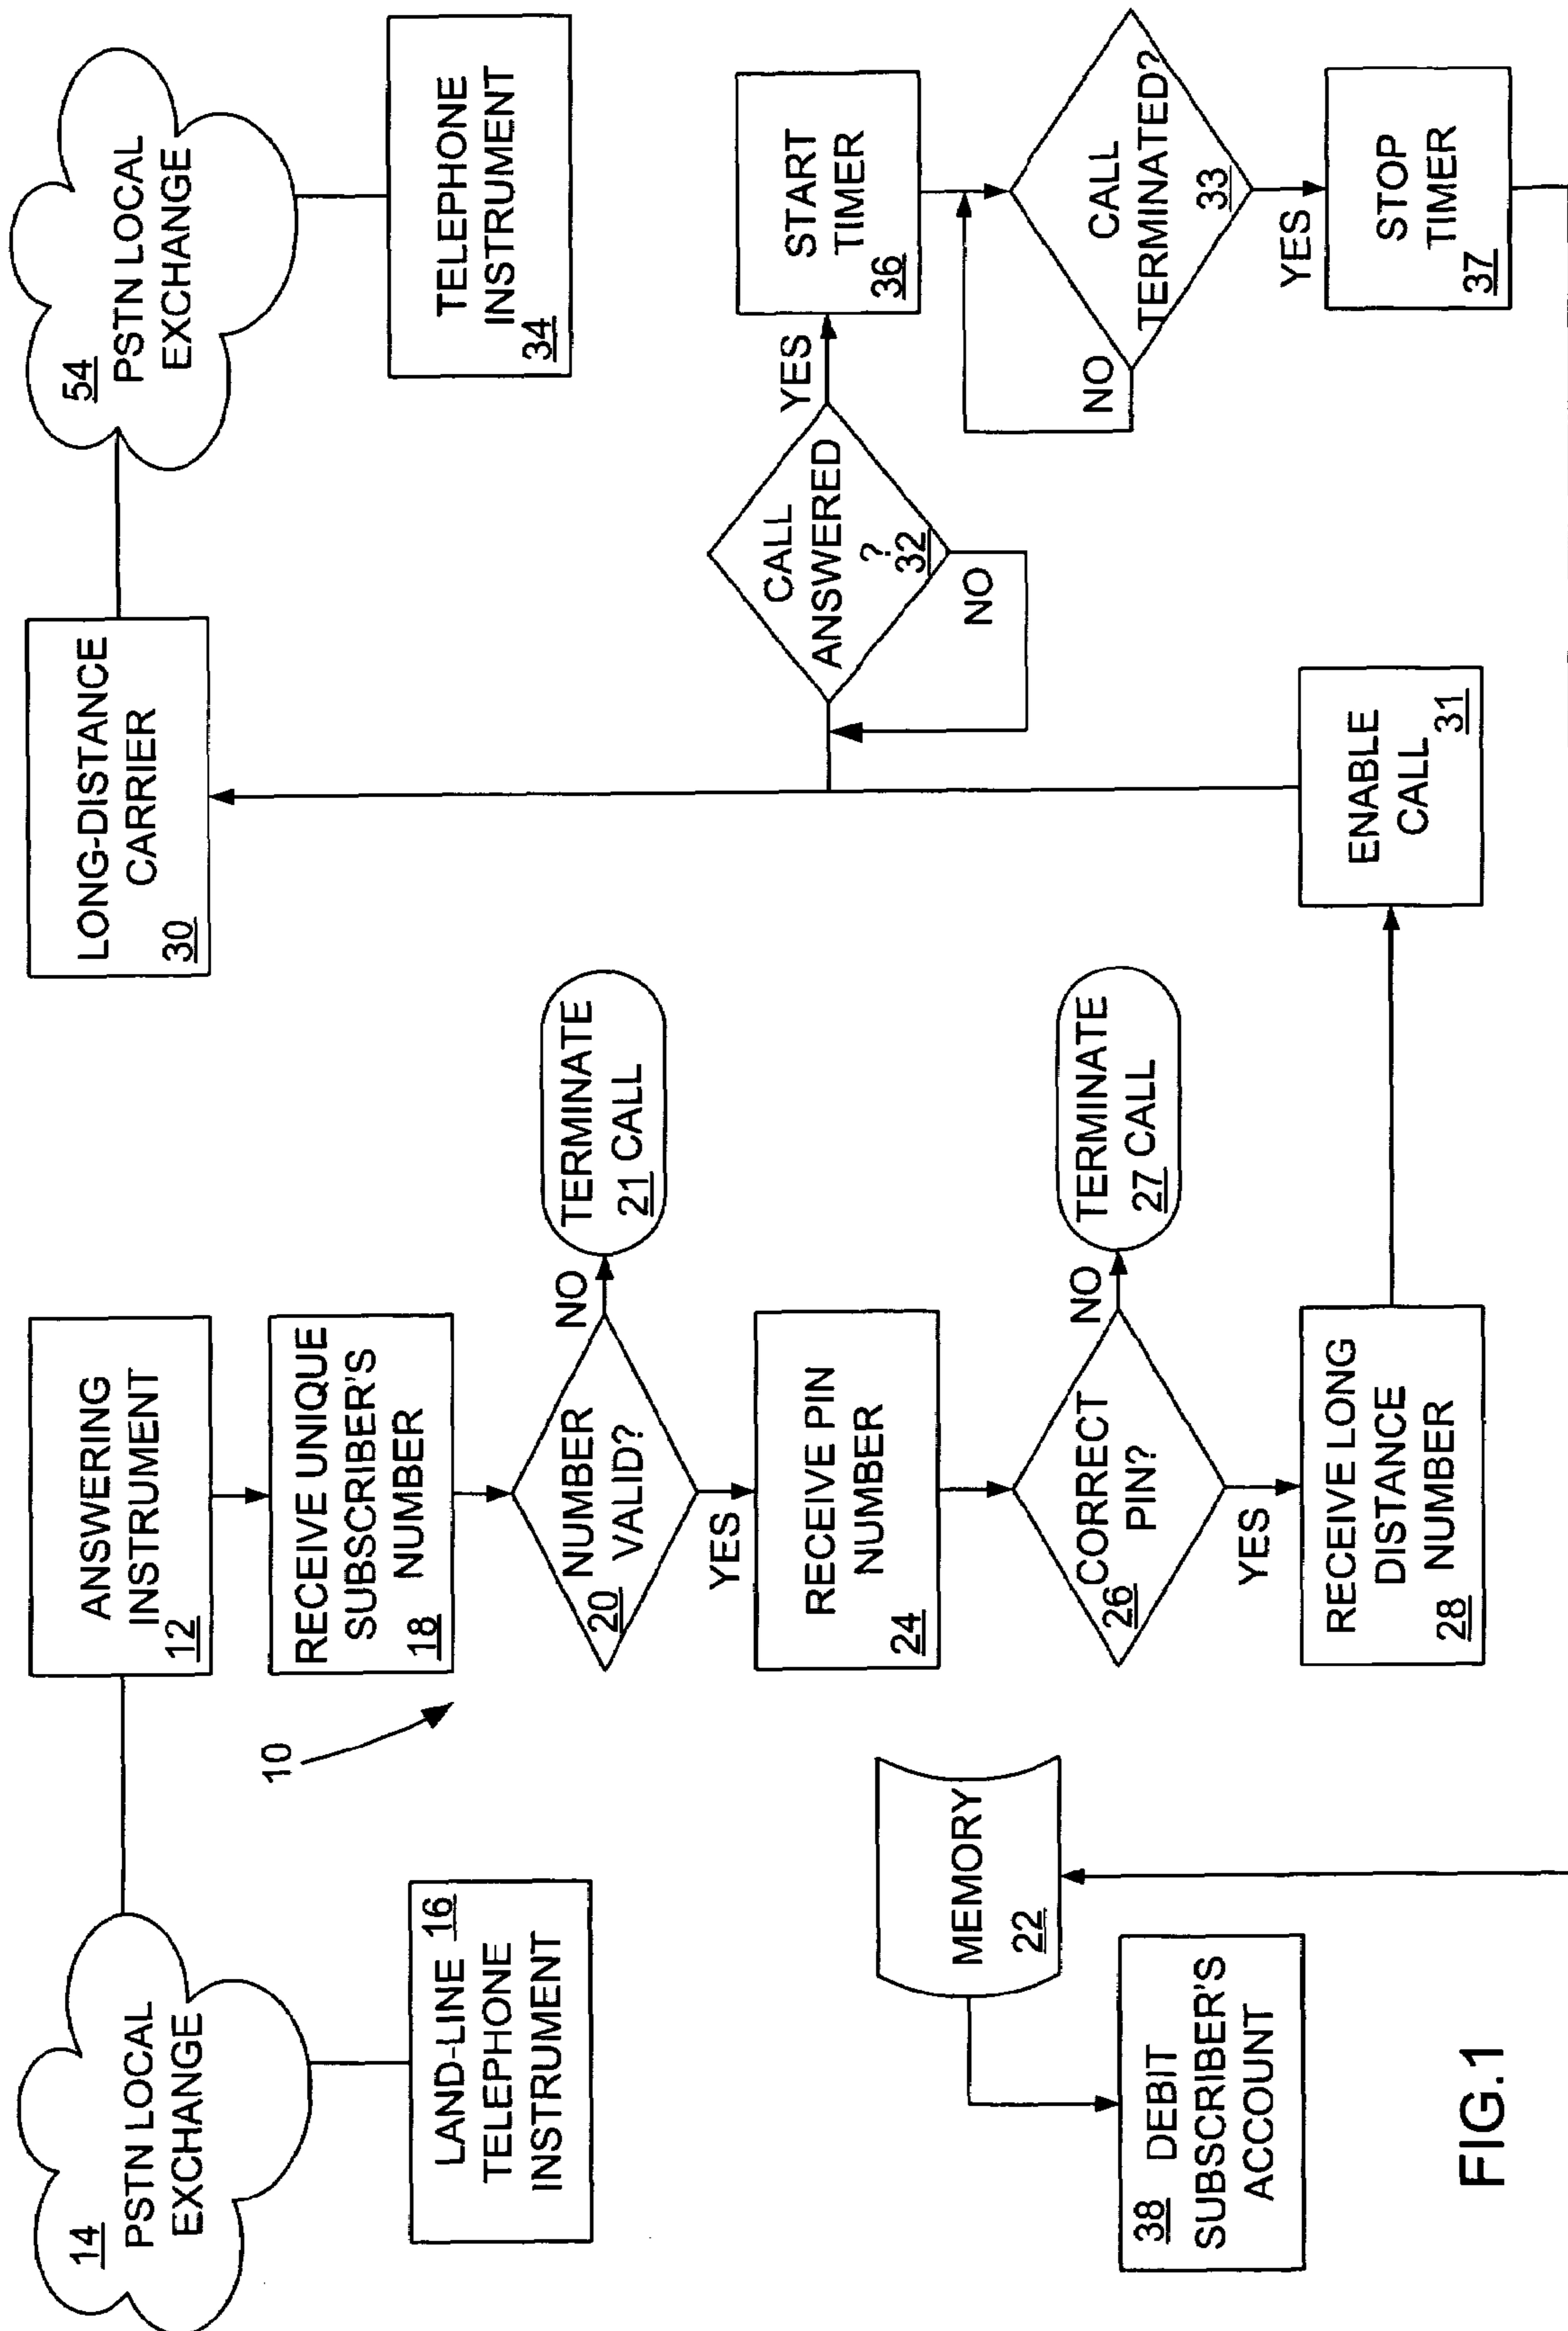 14
PSTN LOCAL
EXCHANGE
LAND-LINE 16
TELEPHONE
INSTRUMENT
ANSWERING
INSTRUMENT
12
10
RECEIVE UNIQUE
SUBSCRIBER'S
NUMBER
18
NUMBER
VALID?
20
NO
TERMINATE
21 CALL
YES
RECEIVE PIN
NUMBER
24
CORRECT
PIN?
26
NO
TERMINATE
27 CALL
YES
RECEIVE LONG
DISTANCE
NUMBER
28
ENABLE
CALL
31
LONG-DISTANCE
CARRIER
30
54
PSTN LOCAL
EXCHANGE
TELEPHONE
INSTRUMENT
34
CALL
ANSWERED
?
32
NO
YES
START
TIMER
36
CALL
TERMINATED?
33
NO
YES
STOP
TIMER
37
MEMORY
22
38 DEBIT
SUBSCRIBER'S
ACCOUNT
FIG.1